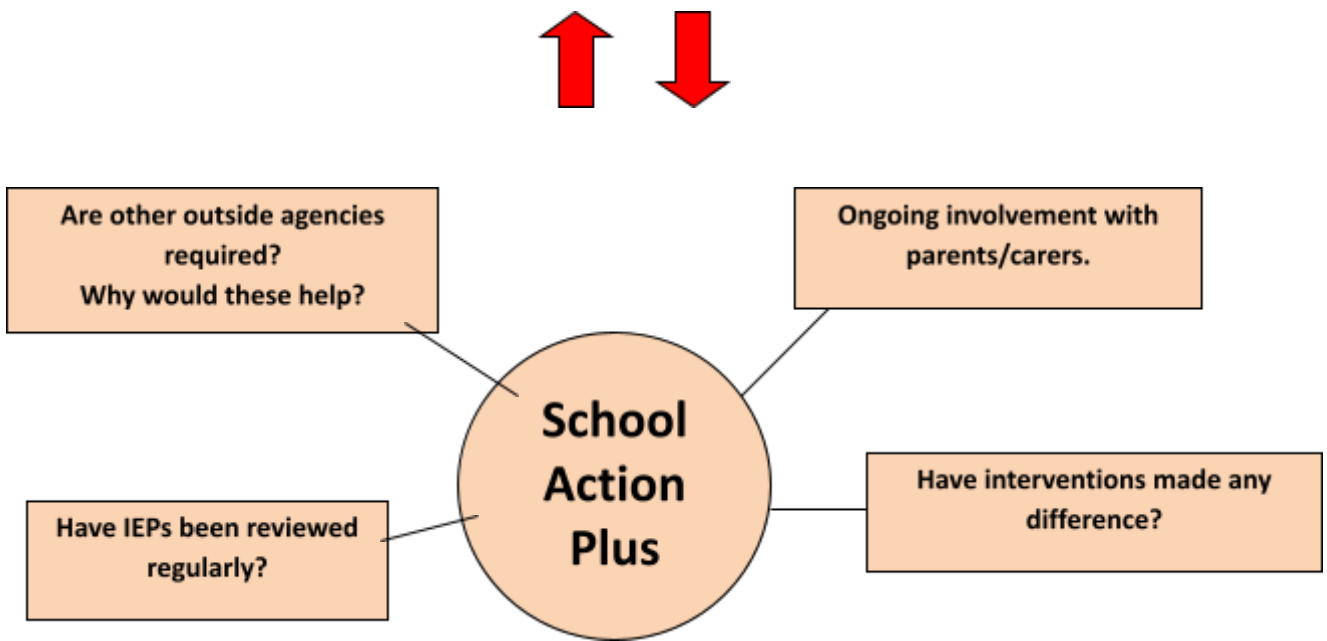 Are other outside agencies
required?
Why would these help?
Ongoing involvement with
parents/carers.
School
Action
Plus
Have IEPs been reviewed
regularly?
Have interventions made any
difference?